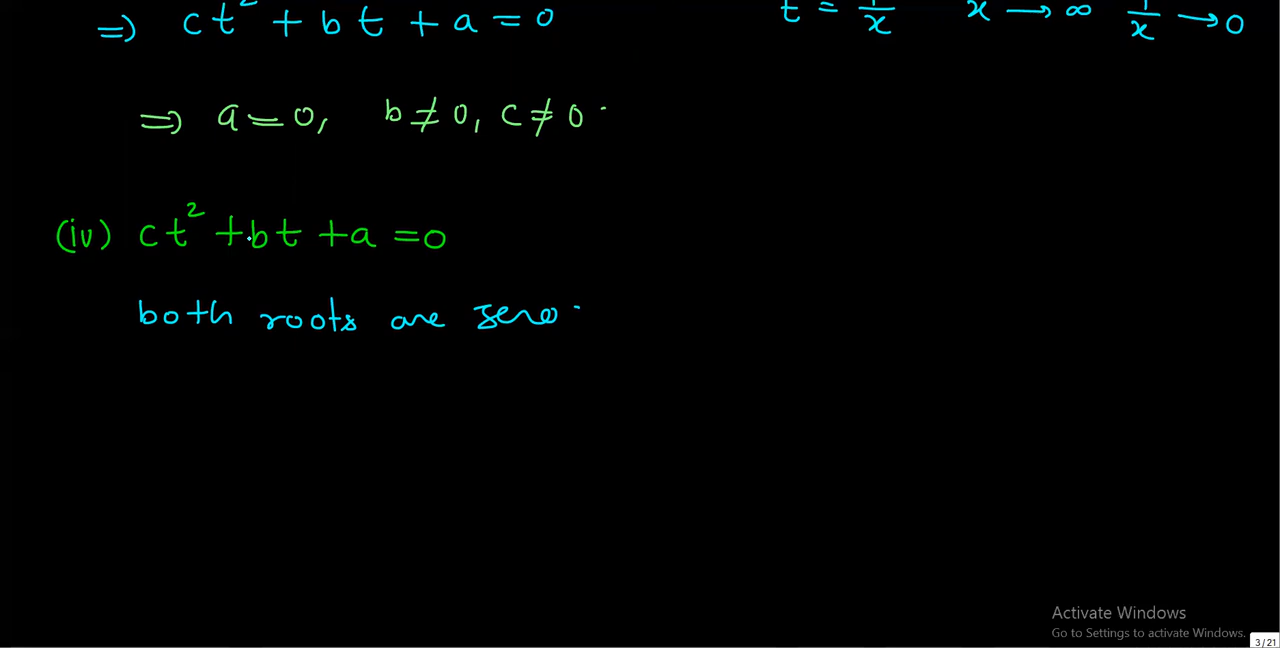 =) ct² + bt + a = 0 t = 1/x x → ∞ 1/x → 0
=) a = 0, b ≠ 0, c ≠ 0 .
(iv) ct² + bt + a = 0
both roots are zero .
Activate Windows
Go to Settings to activate Windows.
3 / 21